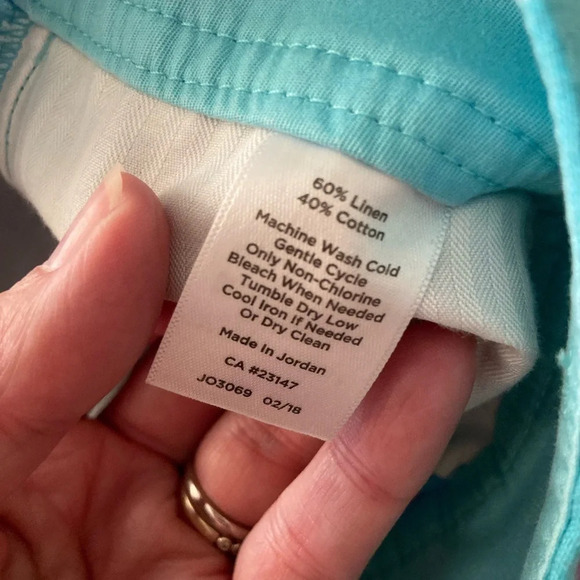 60% Linen
40% Cotton
Machine Wash Cold
Gentle Cycle
Only Non-Chlorine
Bleach When Needed
Tumble Dry Low
Cool Iron If Needed
Or Dry Clean
Made In Jordan
CA #23147
JO3069 02/18